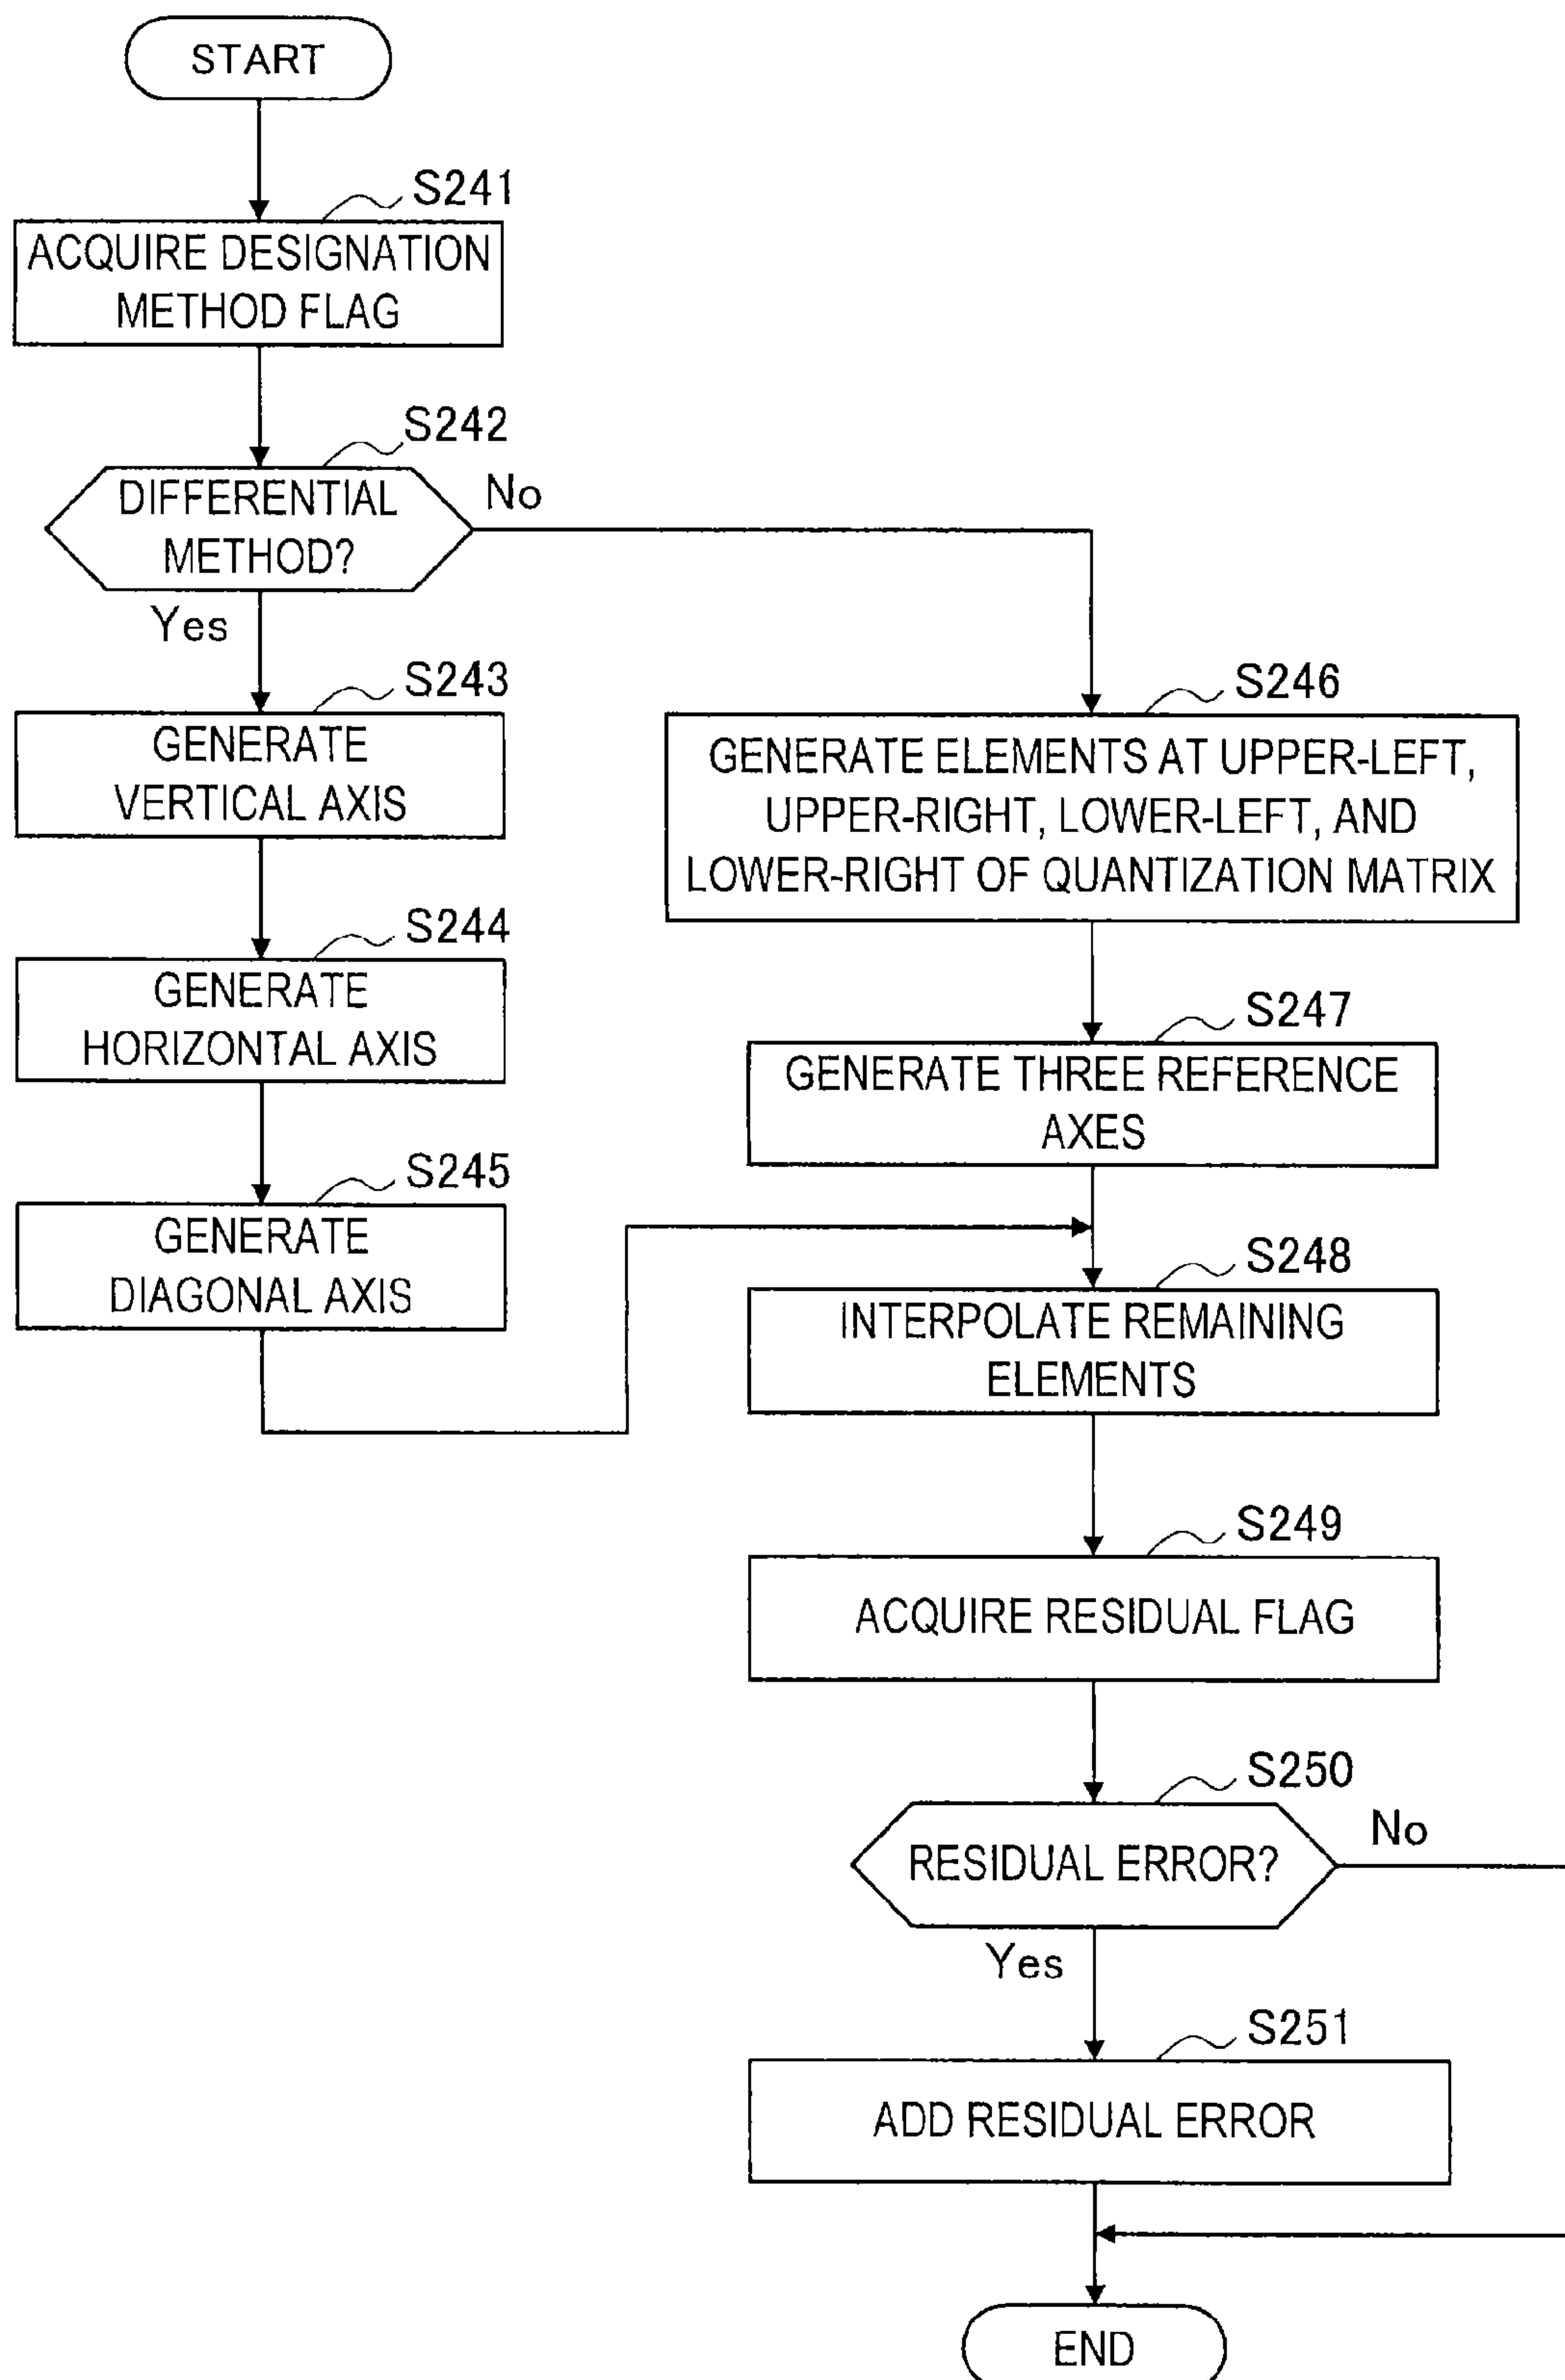 START
S241
ACQUIRE DESIGNATION
METHOD FLAG
S242
DIFFERENTIAL
METHOD?
No
Yes
S243
GENERATE
VERTICAL AXIS
S244
GENERATE
HORIZONTAL AXIS
S245
GENERATE
DIAGONAL AXIS
S246
GENERATE ELEMENTS AT UPPER-LEFT,
UPPER-RIGHT, LOWER-LEFT, AND
LOWER-RIGHT OF QUANTIZATION MATRIX
S247
GENERATE THREE REFERENCE
AXES
S248
INTERPOLATE REMAINING
ELEMENTS
S249
ACQUIRE RESIDUAL FLAG
S250
RESIDUAL ERROR?
No
Yes
S251
ADD RESIDUAL ERROR
END